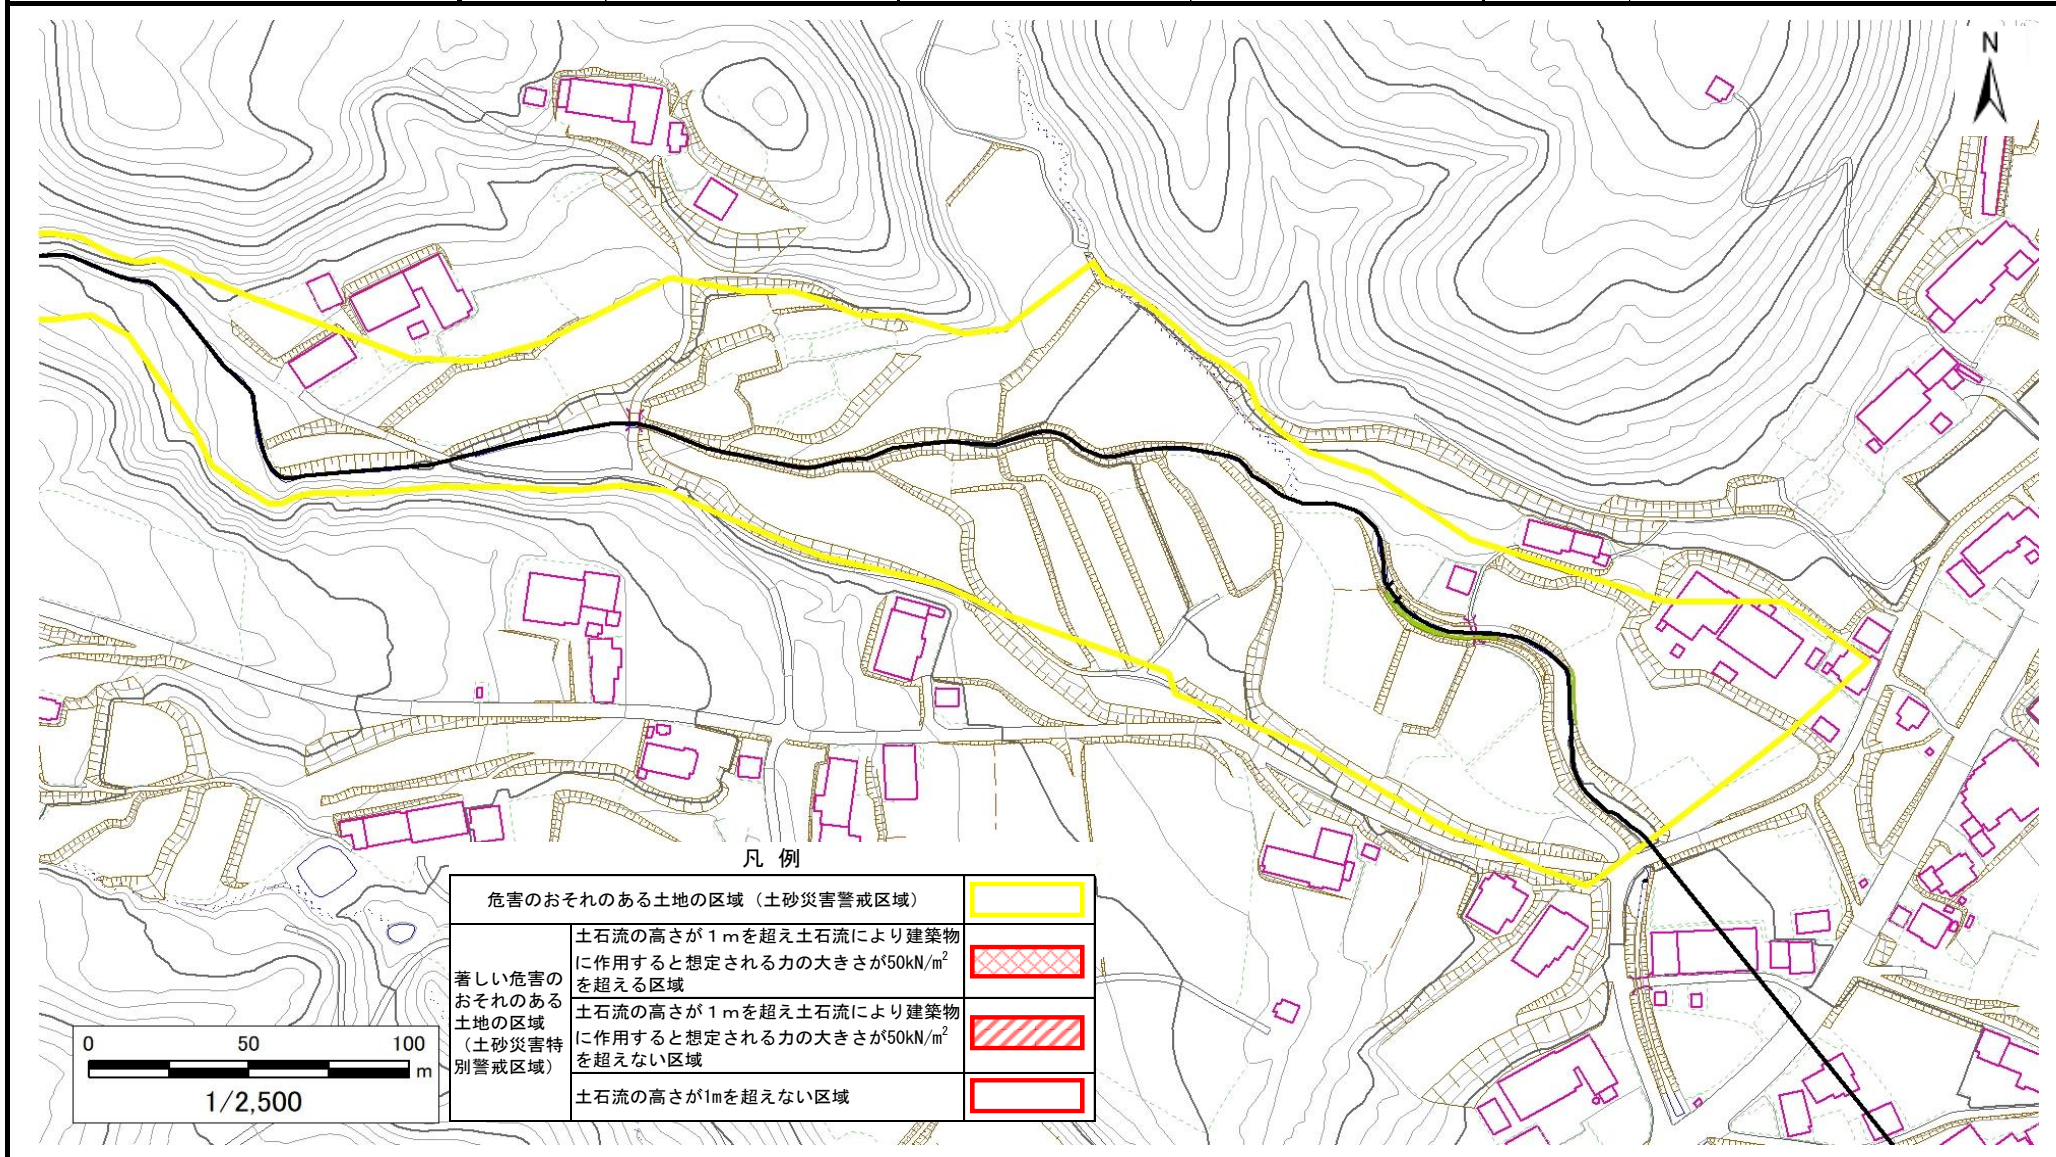 N
凡 例
危害のおそれのある土地の区域（土砂災害警戒区域）
著しい危害の
おそれのある
土地の区域
（土砂災害特
別警戒区域）
土石流の高さが１ｍを超え土石流により建築物
に作用すると想定される力の大きさが50kN/m²
を超える区域
土石流の高さが１ｍを超え土石流により建築物
に作用すると想定される力の大きさが50kN/m²
を超えない区域
土石流の高さが1mを超えない区域
0 50 100
m
1/2,500